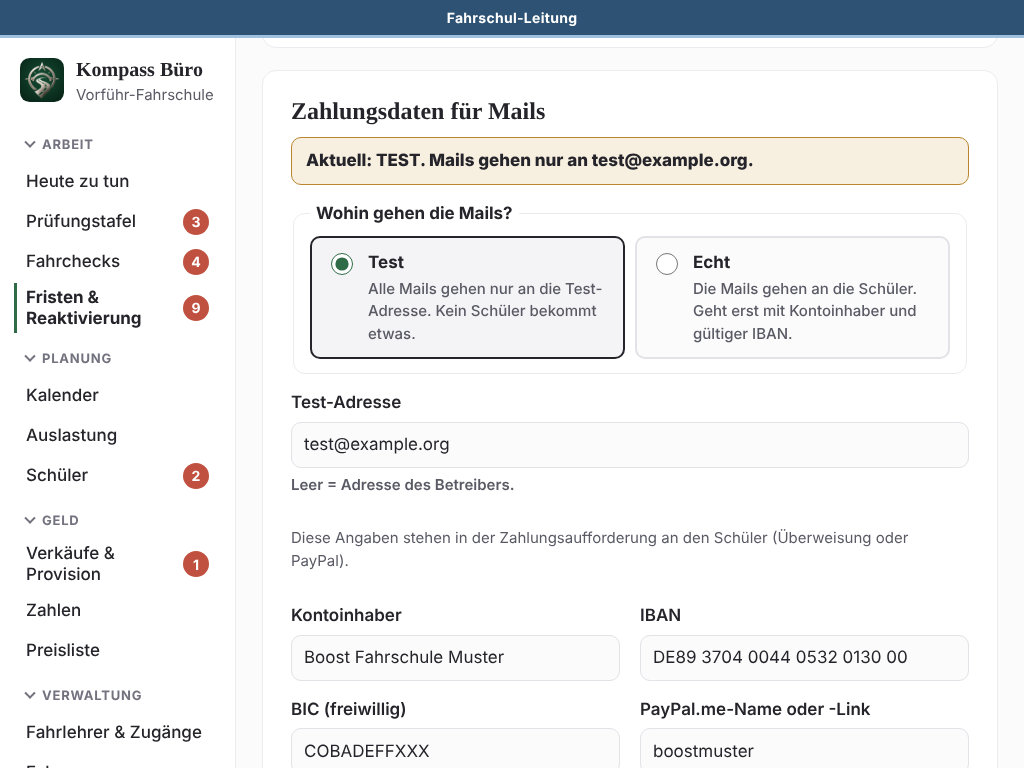 Fahrschul-Leitung
Kompass Büro
Vorführ-Fahrschule
ARBEIT
Heute zu tun
Prüfungstafel
3
Fahrchecks
4
Fristen &
Reaktivierung
9
PLANUNG
Kalender
Auslastung
Schüler
2
GELD
Verkäufe &
Provision
1
Zahlen
Preisliste
VERWALTUNG
Fahrlehrer & Zugänge
Zahlungsdaten für Mails
Aktuell: TEST. Mails gehen nur an test@example.org.
Wohin gehen die Mails?
Test
Alle Mails gehen nur an die Test-
Adresse. Kein Schüler bekommt
etwas.
Echt
Die Mails gehen an die Schüler.
Geht erst mit Kontoinhaber und
gültiger IBAN.
Test-Adresse
test@example.org
Leer = Adresse des Betreibers.
Diese Angaben stehen in der Zahlungsaufforderung an den Schüler (Überweisung oder
PayPal).
Kontoinhaber
Boost Fahrschule Muster
IBAN
DE89 3704 0044 0532 0130 00
BIC (freiwillig)
COBADEFFXXX
PayPal.me-Name oder -Link
boostmuster